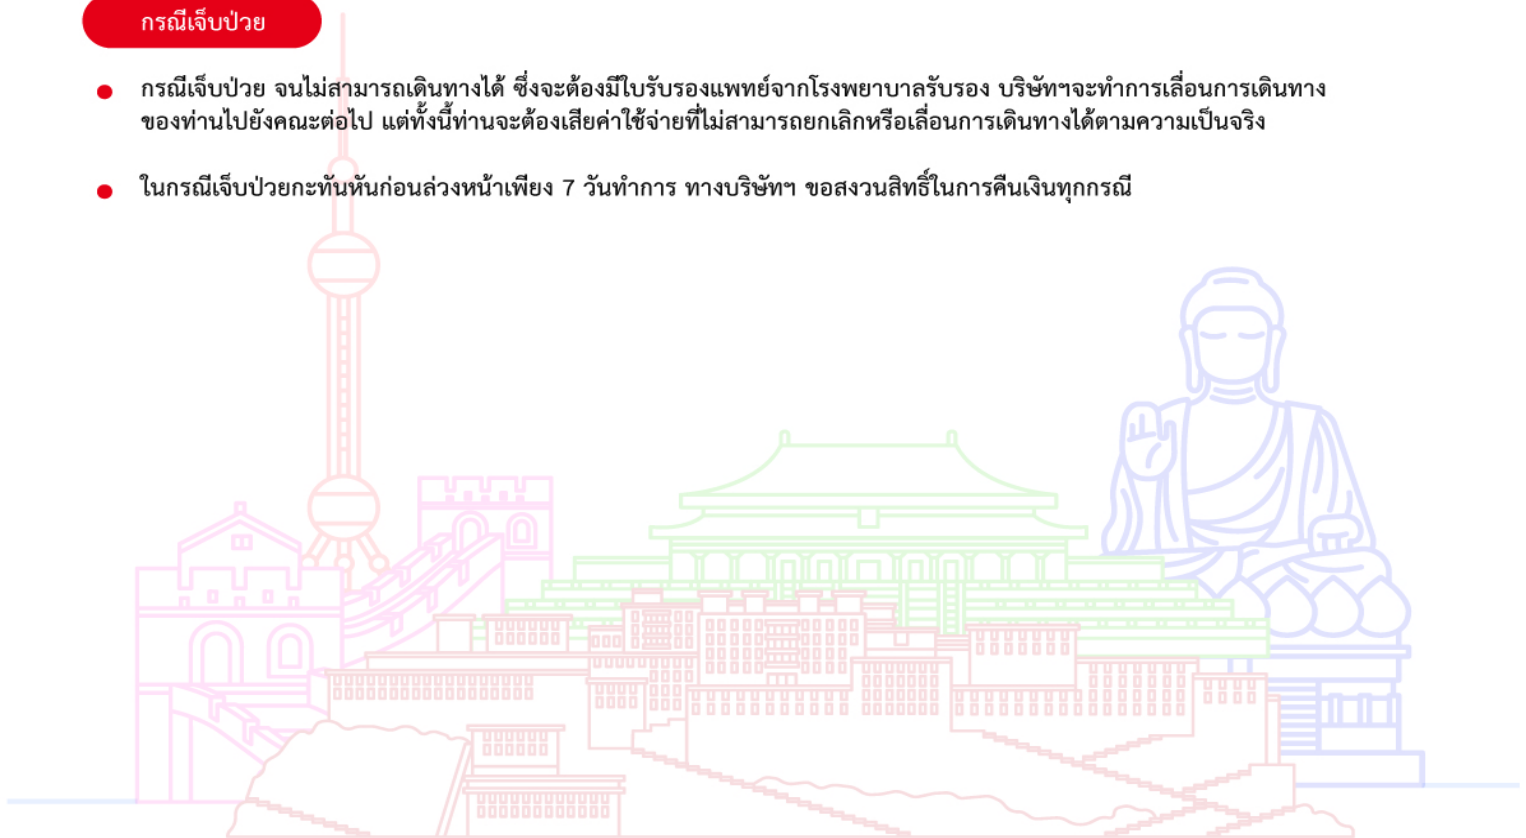 กรณีเจ็บป่วย
กรณีเจ็บป่วย จนไม่สามารถเดินทางได้ ซึ่งจะต้องมีใบรับรองแพทย์จากโรงพยาบาลรับรอง บริษัทฯจะทำการเลื่อนการเดินทาง
ของท่านไปยังคณะต่อไป แต่ทั้งนี้ท่านจะต้องเสียค่าใช้จ่ายที่ไม่สามารถยกเลิกหรือเลื่อนการเดินทางได้ตามความเป็นจริง
ในกรณีเจ็บป่วยกะทันหันก่อนล่วงหน้าเพียง 7 วันทำการ ทางบริษัทฯ ขอสงวนสิทธิ์ในการคืนเงินทุกกรณี